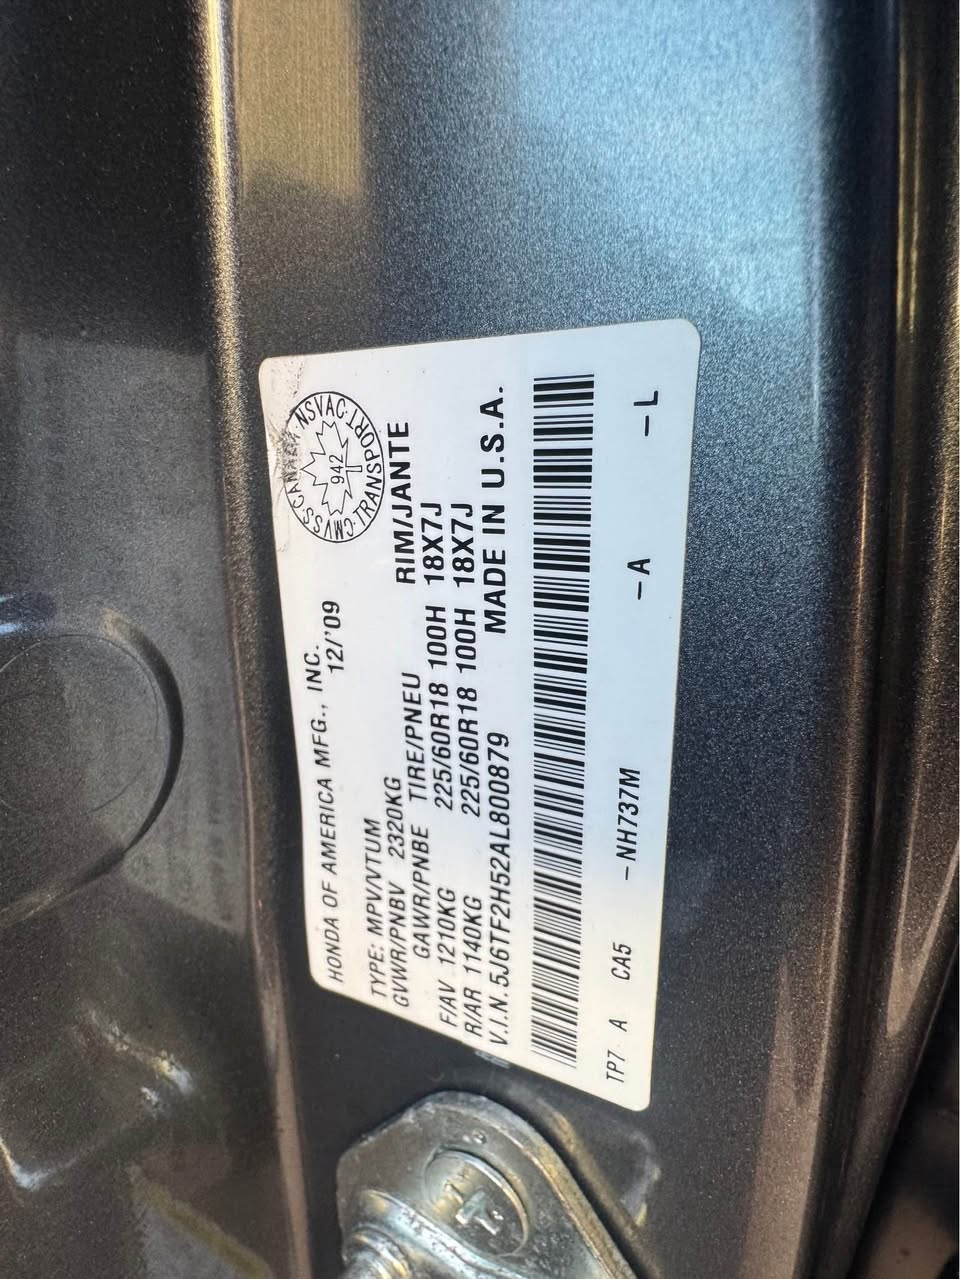 HONDA OF AMERICA MFG., INC.
12/'09
CMVSS·CANADA·NSVAC·TRANSPORT·
942
TYPE: MPV/VTUM
GVWR/PNBV 2320KG
GAWR/PNBE TIRE/PNEU RIM/JANTE
F/AV 1210KG 225/60R18 100H 18X7J
R/AR 1140KG 225/60R18 100H 18X7J
V.I.N. 5J6TF2H52AL800879 MADE IN U.S.A.
TP7 A CA5 -NH737M -A -L